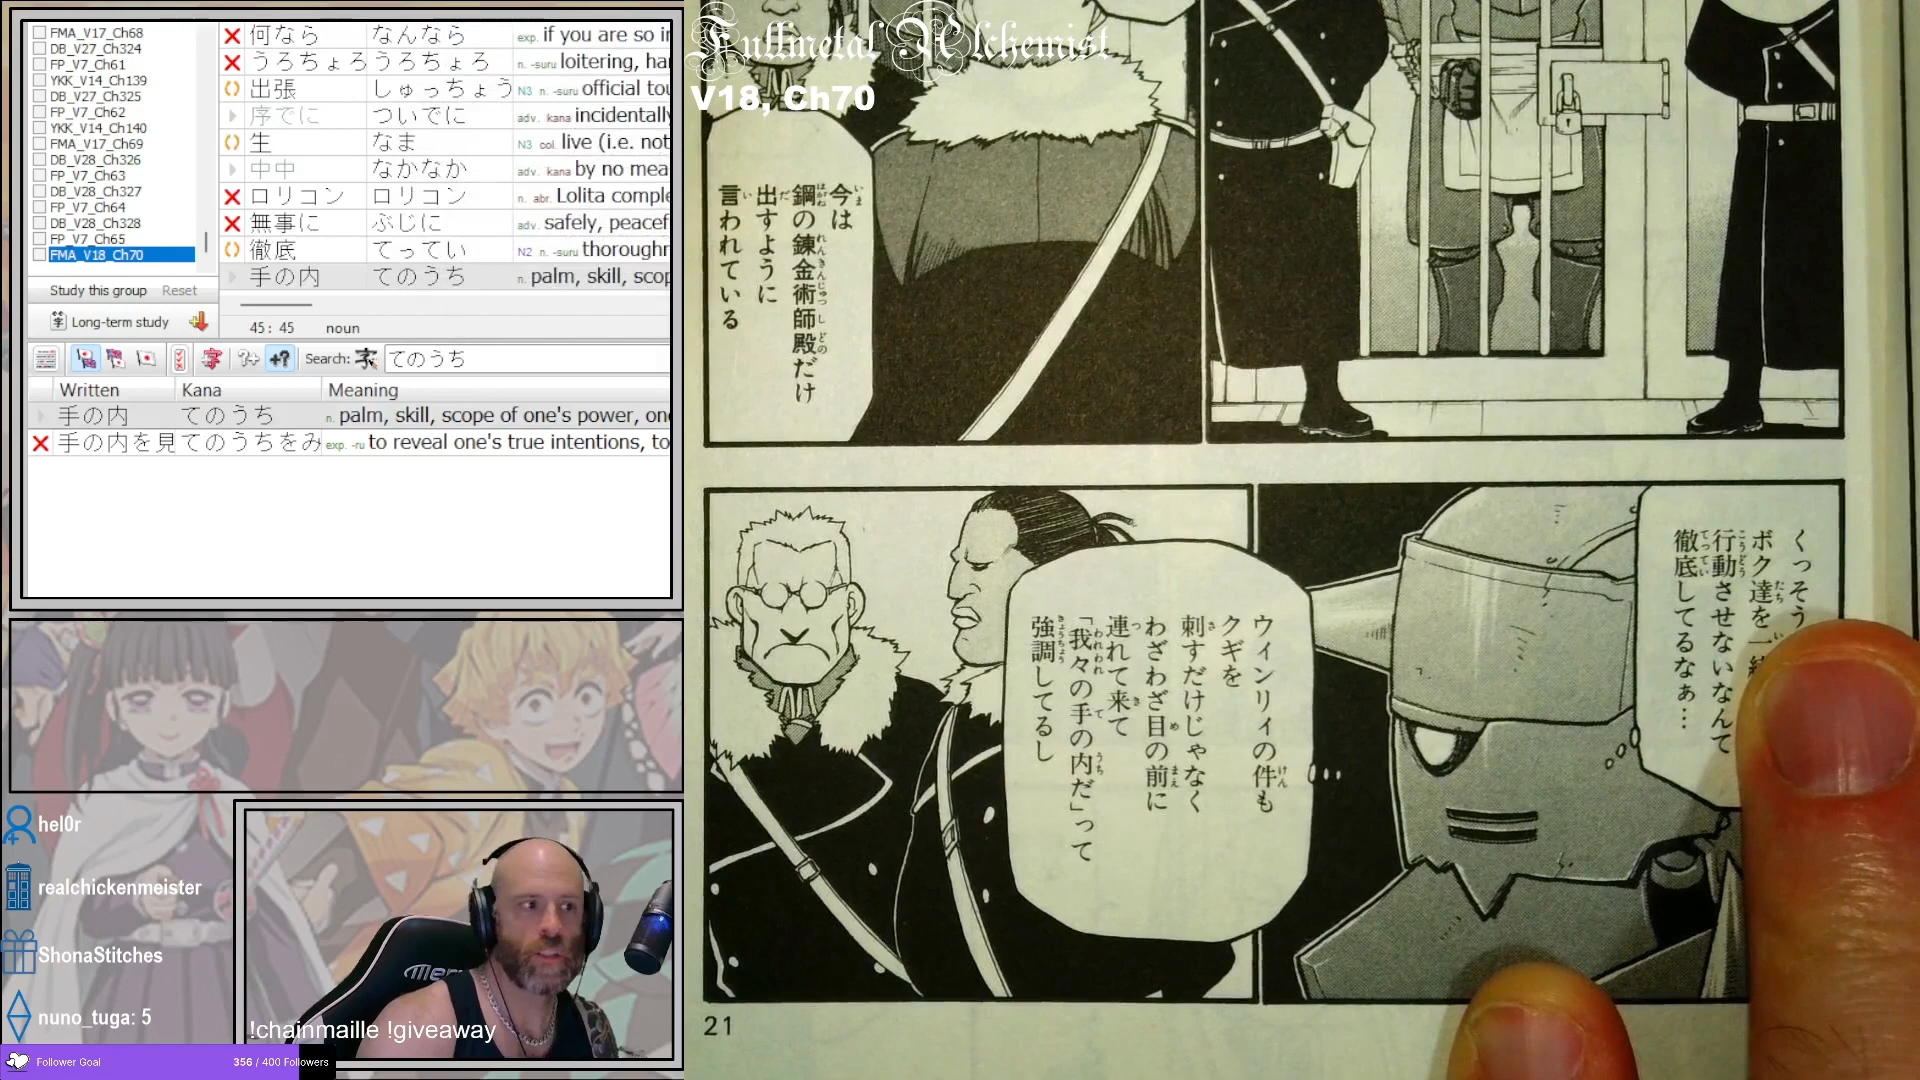 FMA_V17_Ch68
DB_V27_Ch324
FP_V7_Ch61
YKK_V14_Ch139
DB_V27_Ch325
FP_V7_Ch62
YKK_V14_Ch140
FMA_V17_Ch69
DB_V28_Ch326
FP_V7_Ch63
DB_V28_Ch327
FP_V7_Ch64
DB_V28_Ch328
FP_V7_Ch65
FMA_V18_Ch70
Study this group Reset
Long-term study
何なら なんなら exp. if you are so in
うろちょろ うろちょろ n. -suru loitering, han
出張 しゅっちょう N3 n. -suru official tou
序でに ついでに adv. kana incidentally
生 なま N3 col. live (i.e. not
中中 なかなか adv. kana by no mea
ロリコン ロリコン n. abr. Lolita comple
無事に ぶじに adv. safely, peacef
徹底 てってい N2 n. -suru thoroughn
手の内 てのうち n. palm, skill, scop
45: 45 noun
Search: てのうち
Written Kana Meaning
手の内 てのうち n. palm, skill, scope of one's power, one
手の内を見 てのうちをみ exp. -ru to reveal one's true intentions, to
hel0r
realchickenmeister
ShonaStitches
nuno_tuga: 5
Follower Goal 356 / 400 Followers
!chainmaille !giveaway
Fullmetal Alchemist
V18, Ch70
今は
鋼の錬金術師殿だけ
出すように
言われている
くっそう
ボク達を一
行動させないなんて
徹底してるなぁ…
ウィンリィの件も
クギを
刺すだけじゃなく
わざわざ目の前に
連れて来て
「我々の手の内だ」って
強調してるし
…
21